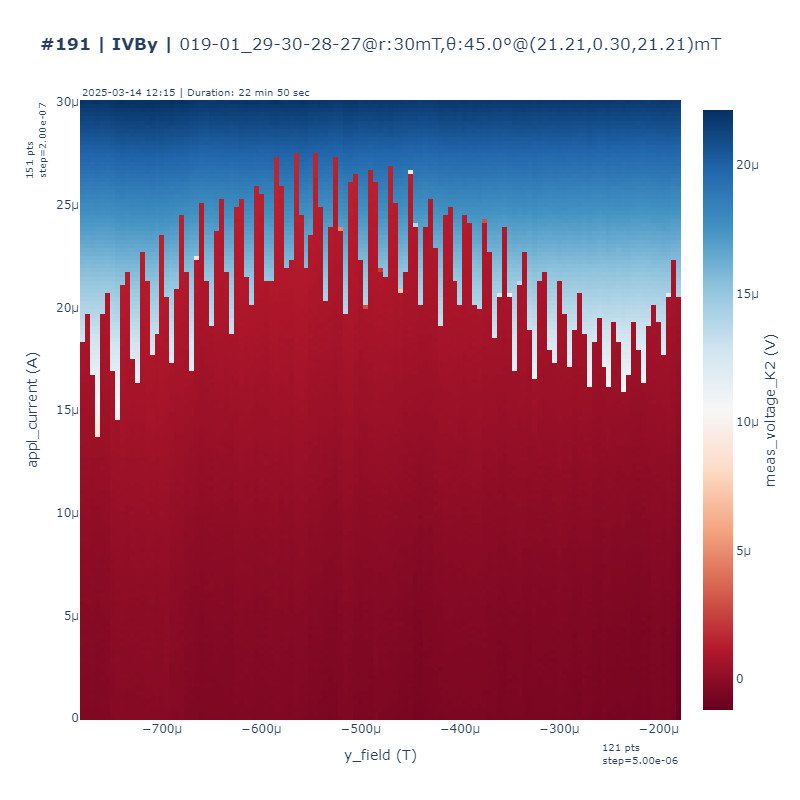 #191 | IVBy | 019-01_29-30-28-27@r:30mT,θ:45.0°@(21.21,0.30,21.21)mT
2025-03-14 12:15 | Duration: 22 min 50 sec
151 pts
step=2.00e-07
30μ
25μ
20μ
15μ
10μ
5μ
0
appl_current (A)
−700μ
−600μ
−500μ
−400μ
−300μ
−200μ
y_field (T)
121 pts
step=5.00e-06
20μ
15μ
10μ
5μ
0
meas_voltage_K2 (V)